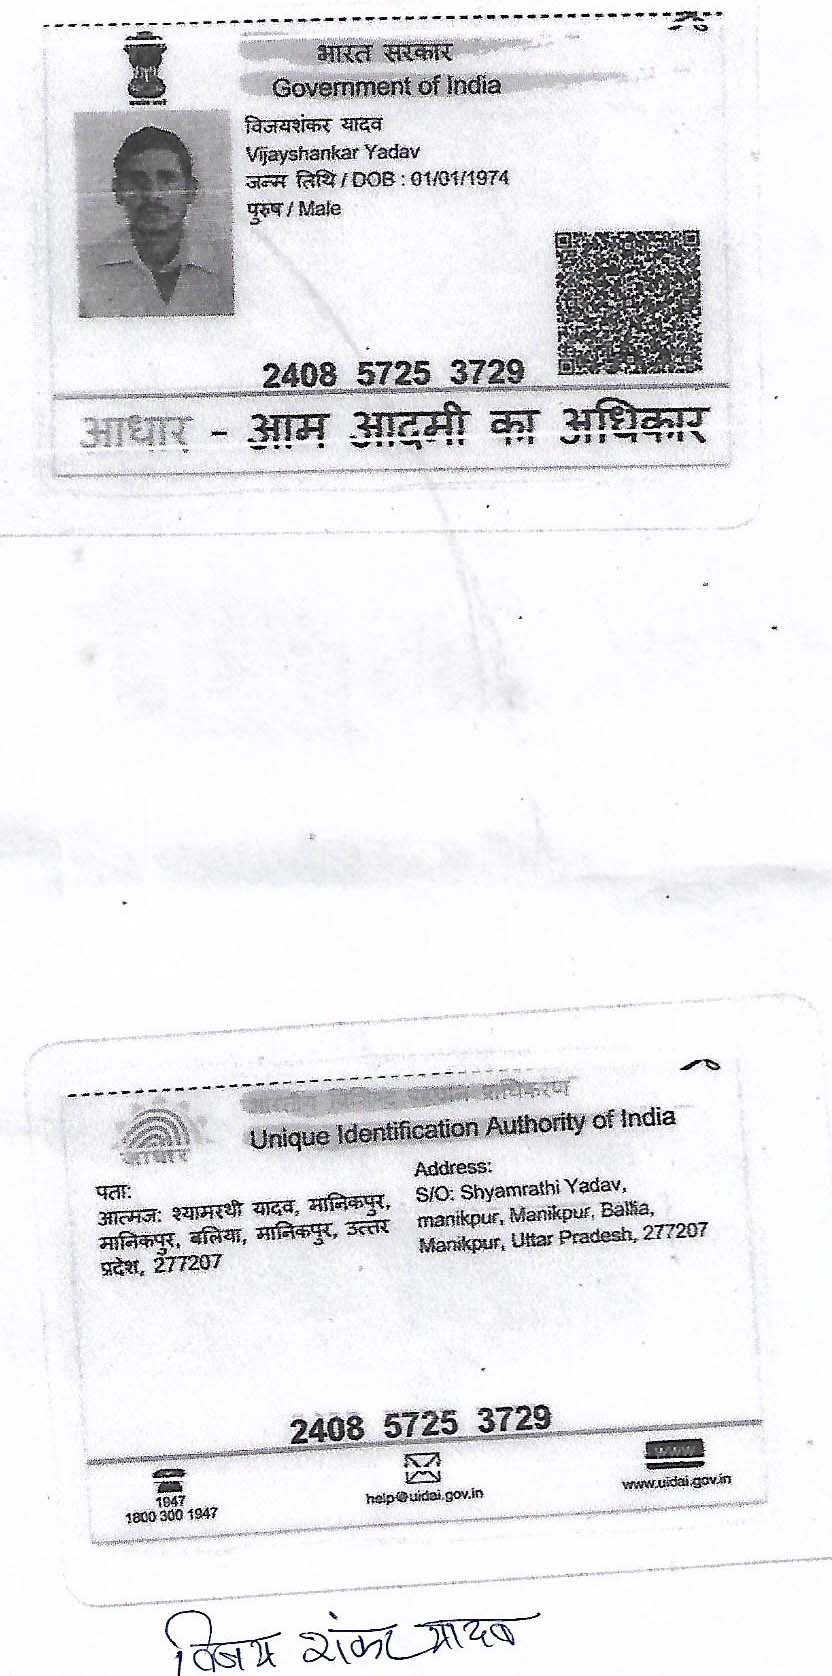 भारत सरकार
Government of India
विजयशंकर यादव
Vijayshankar Yadav
जन्म तिथि / DOB : 01/01/1974
पुरुष / Male
2408 5725 3729
आधार - आम आदमी का अधिकार
प्राधिकरण
Unique Identification Authority of India
आधार
पता:
आत्मज: श्यामरथी यादव, मानिकपुर,
मानिकपुर, बलिया, मानिकपुर, उत्तर
प्रदेश, 277207
Address:
S/O: Shyamrathi Yadav,
manikpur, Manikpur, Ballia,
Manikpur, Uttar Pradesh, 277207
2408 5725 3729
1947
1800 300 1947
help@uidai.gov.in
www
www.uidai.gov.in
विजय शंकर यादव